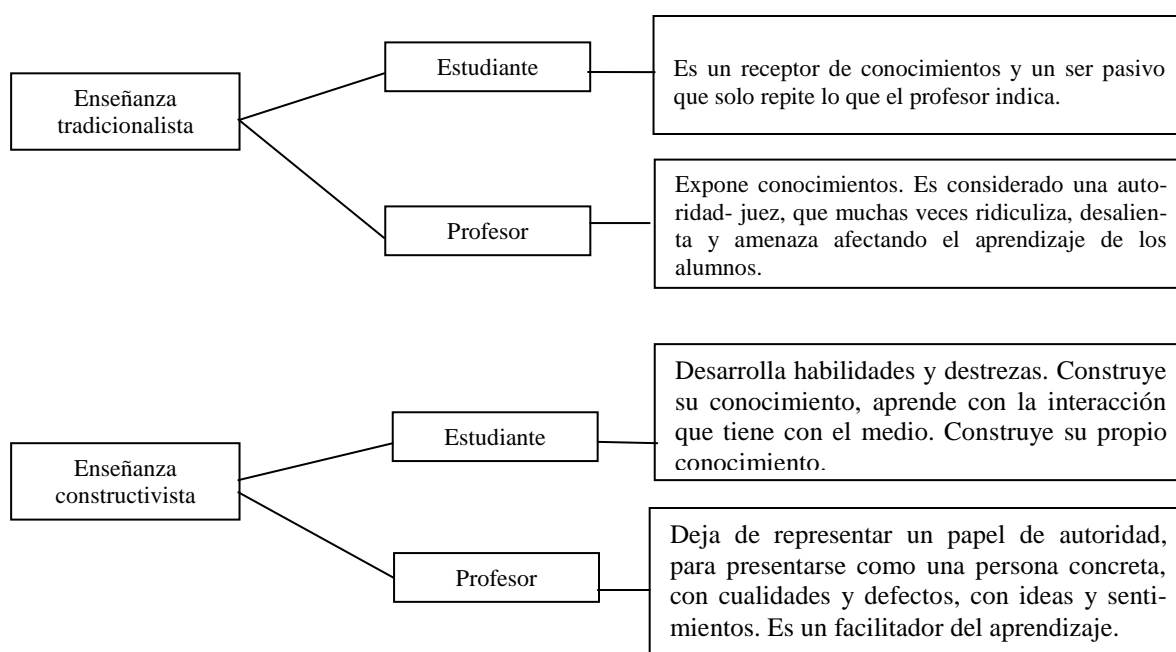 Enseñanza
tradicionalista
Estudiante
Es un receptor de conocimientos y un ser pasivo
que solo repite lo que el profesor indica.
Profesor
Expone conocimientos. Es considerado una auto-
ridad- juez, que muchas veces ridiculiza, desalien-
ta y amenaza afectando el aprendizaje de los
alumnos.
Enseñanza
constructivista
Estudiante
Desarrolla habilidades y destrezas. Construye
su conocimiento, aprende con la interacción
que tiene con el medio. Construye su propio
conocimiento.
Profesor
Deja de representar un papel de autoridad,
para presentarse como una persona concreta,
con cualidades y defectos, con ideas y senti-
mientos. Es un facilitador del aprendizaje.